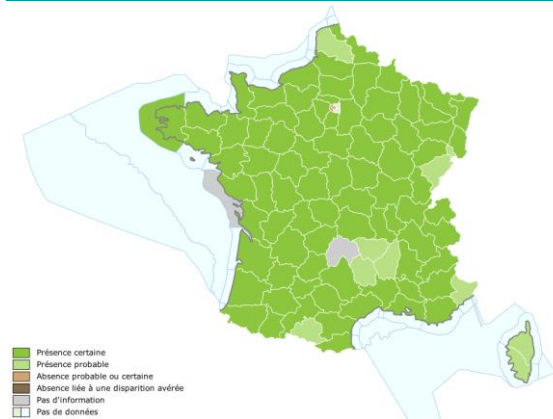 Présence certaine
Présence probable
Absence probable ou certaine
Absence liée à une disparition avérée
Pas d'information
Pas de données